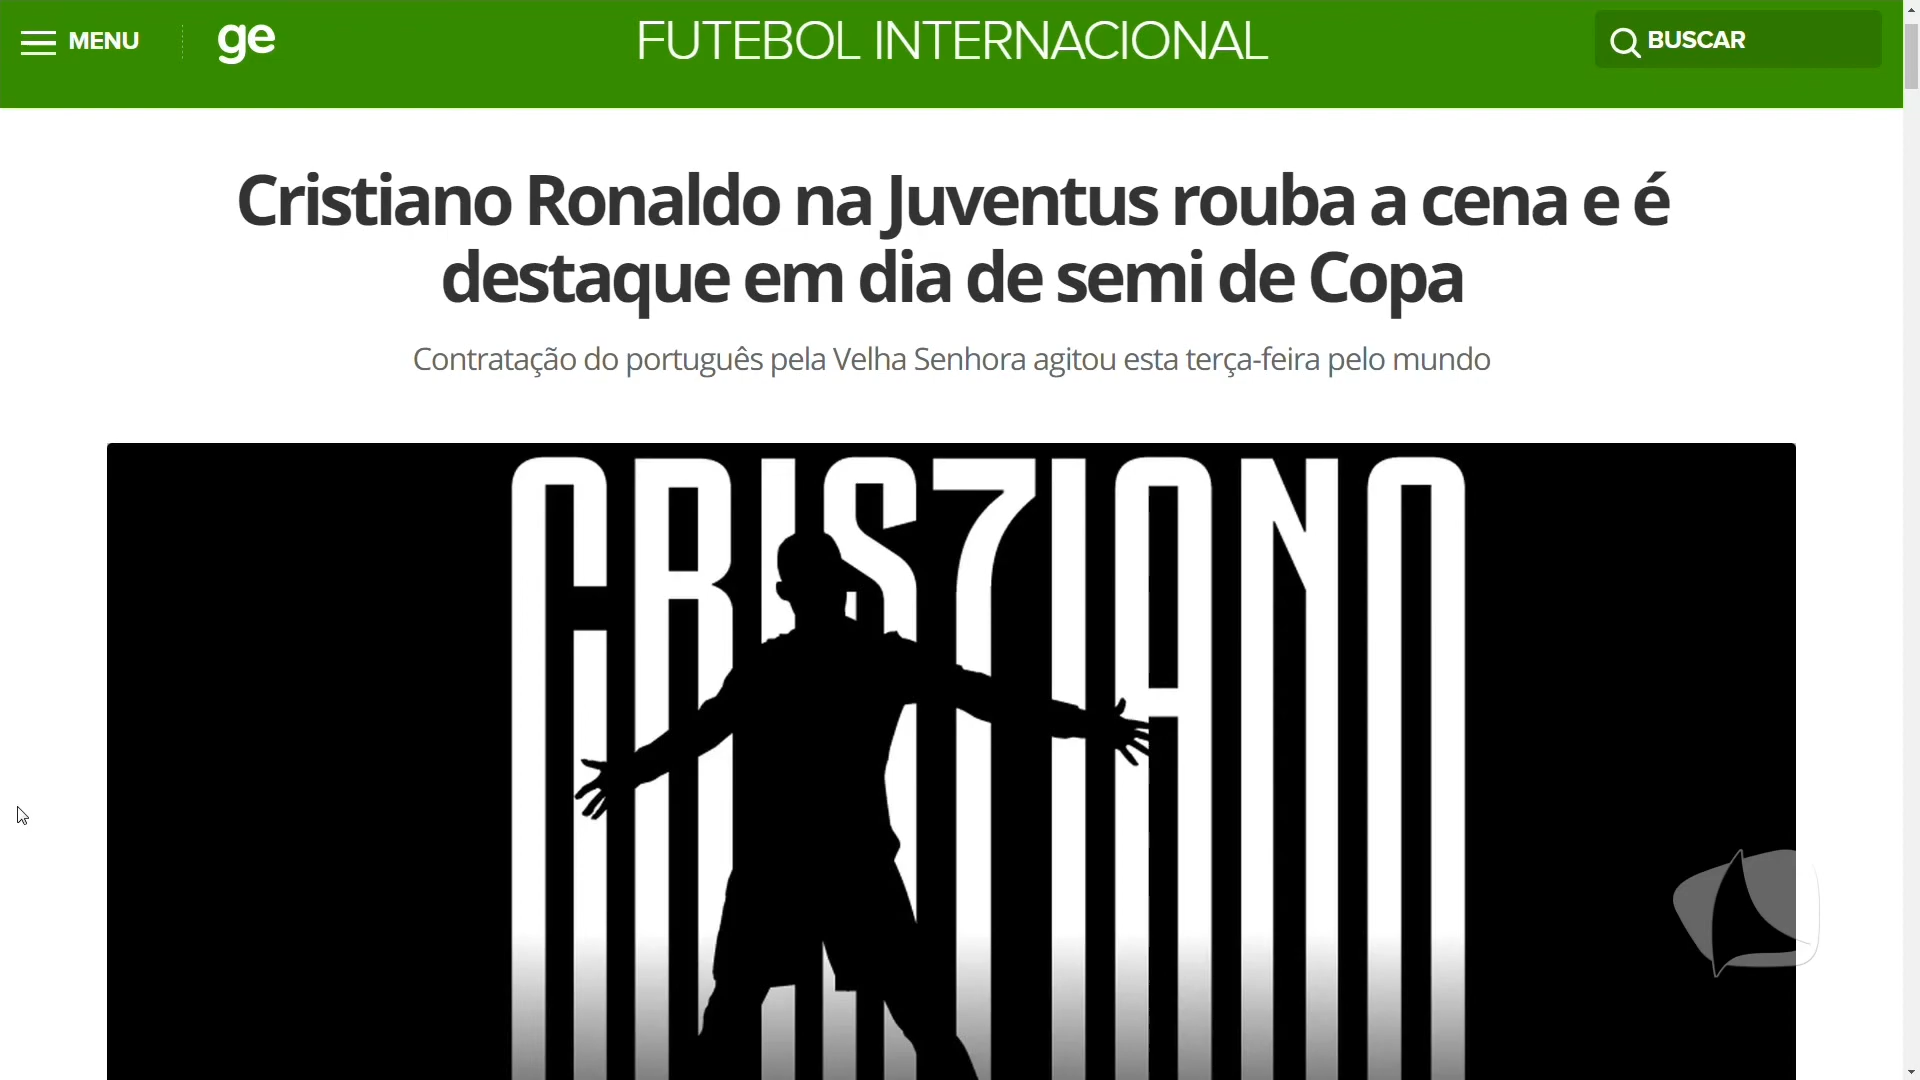 MENU
ge
FUTEBOL INTERNACIONAL
BUSCAR
Cristiano Ronaldo na Juventus rouba a cena e é
destaque em dia de semi de Copa
Contratação do português pela Velha Senhora agitou esta terça-feira pelo mundo
CRIS7IANO